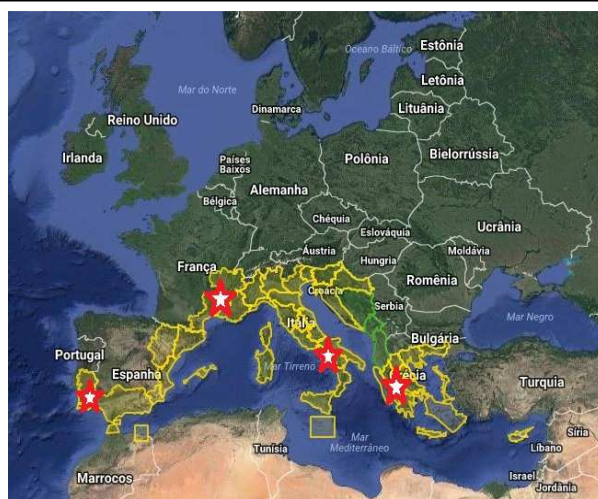 Oceano Báltico
Estônia
Letônia
Mar do Norte
Dinamarca
Lituânia
Reino Unido
Irlanda
Países
Baixos
Polônia
Bielorrússia
Bélgica
Alemanha
Chéquia
Eslováquia
Ucrânia
Áustria
Hungria
Moldávia
França
Romênia
Croácia
Sérbia
Itália
Mar Negro
Bulgária
Portugal
Espanha
Mar Tirreno
Grécia
Turquia
Tunísia
Mar
Mediterrâneo
Síria
Líbano
Israel
Marrocos
Jordânia